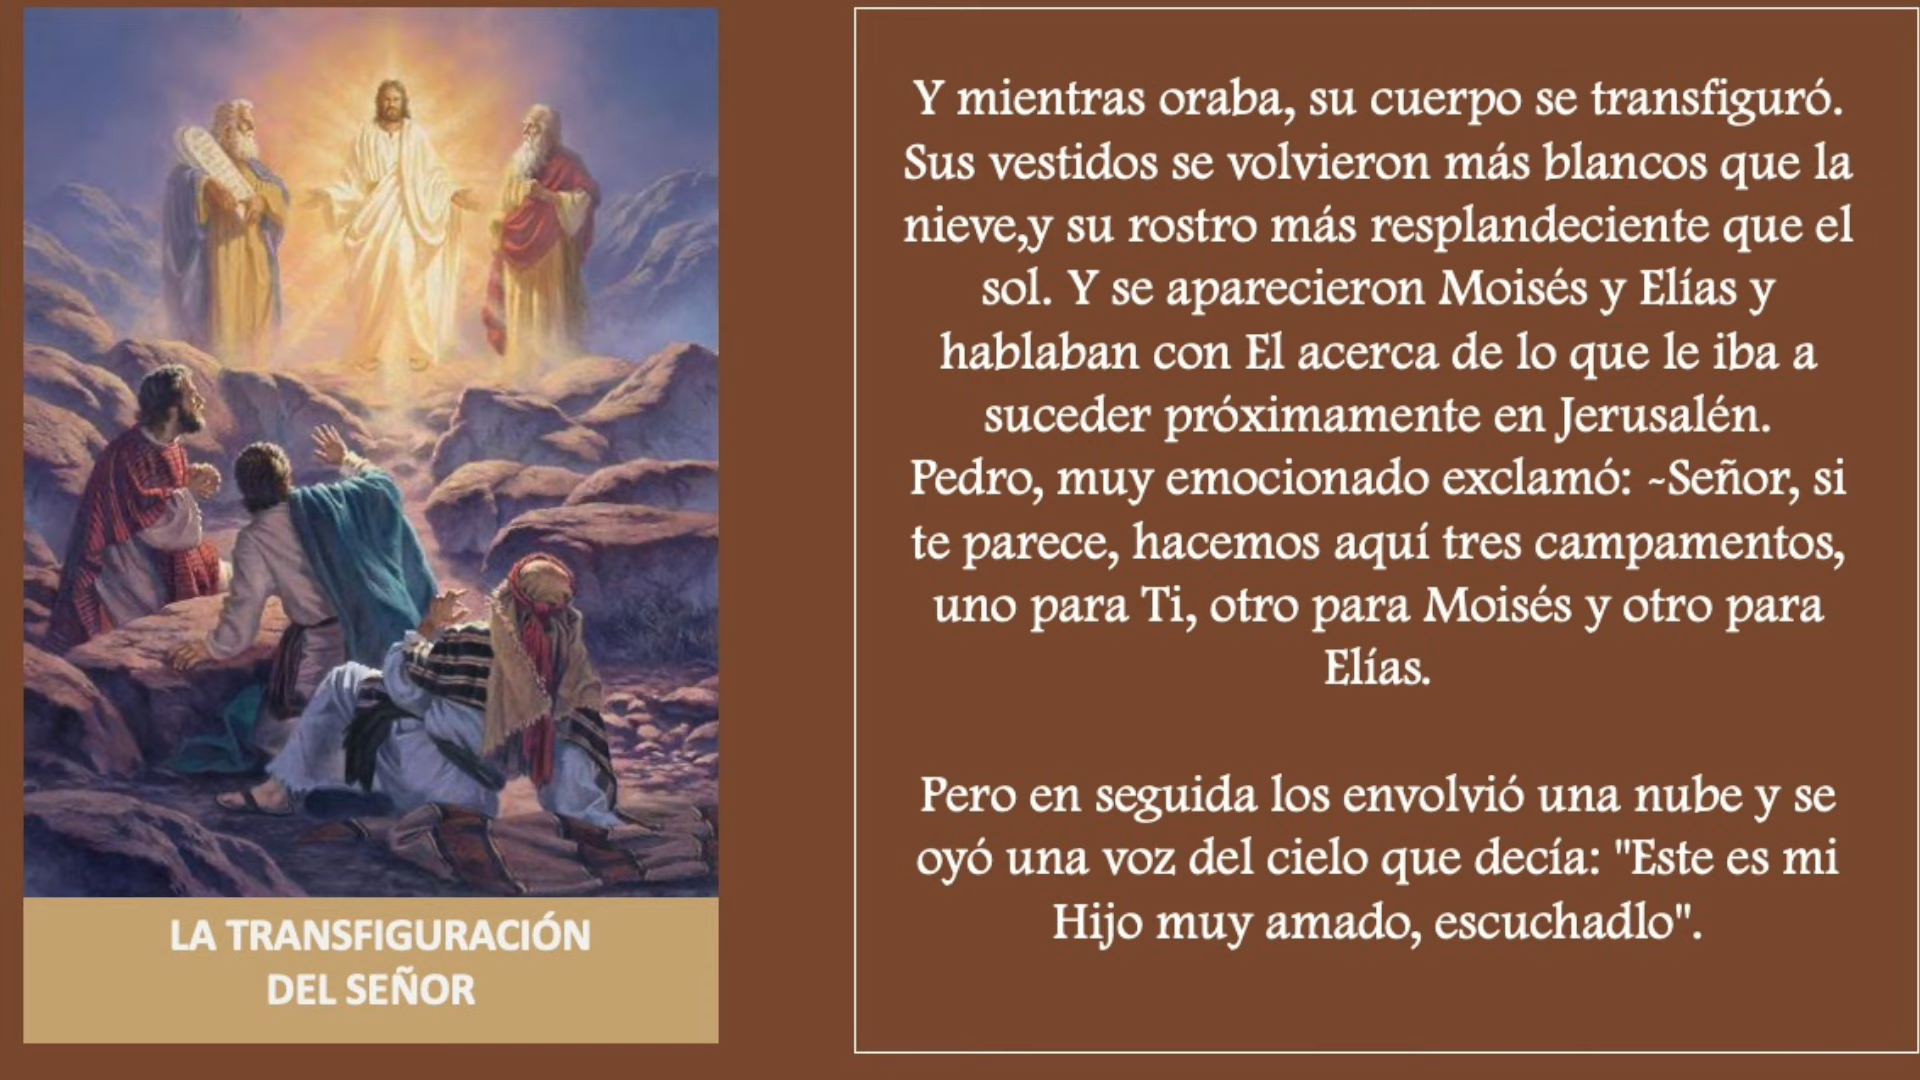 LA TRANSFIGURACIÓN
DEL SEÑOR
Y mientras oraba, su cuerpo se transfiguró.
Sus vestidos se volvieron más blancos que la
nieve,y su rostro más resplandeciente que el
sol. Y se aparecieron Moisés y Elías y
hablaban con El acerca de lo que le iba a
suceder próximamente en Jerusalén.
Pedro, muy emocionado exclamó: -Señor, si
te parece, hacemos aquí tres campamentos,
uno para Ti, otro para Moisés y otro para
Elías.
Pero en seguida los envolvió una nube y se
oyó una voz del cielo que decía: "Este es mi
Hijo muy amado, escuchadlo".